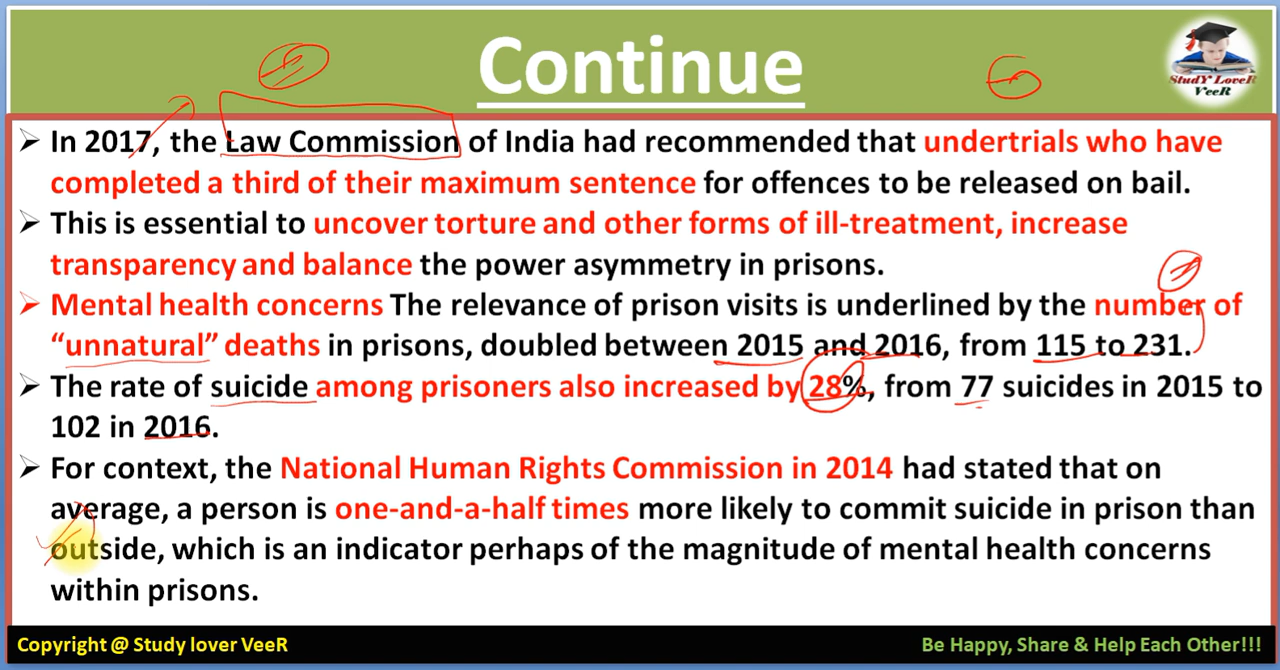 Continue
StudY LoveR
VeeR
➢ In 2017, the Law Commission of India had recommended that undertrials who have
completed a third of their maximum sentence for offences to be released on bail.
➢ This is essential to uncover torture and other forms of ill-treatment, increase
transparency and balance the power asymmetry in prisons.
➢ Mental health concerns The relevance of prison visits is underlined by the number of
“unnatural” deaths in prisons, doubled between 2015 and 2016, from 115 to 231.
➢ The rate of suicide among prisoners also increased by 28%, from 77 suicides in 2015 to
102 in 2016.
➢ For context, the National Human Rights Commission in 2014 had stated that on
average, a person is one-and-a-half times more likely to commit suicide in prison than
outside, which is an indicator perhaps of the magnitude of mental health concerns
within prisons.
Copyright @ Study lover VeeR
Be Happy, Share & Help Each Other!!!